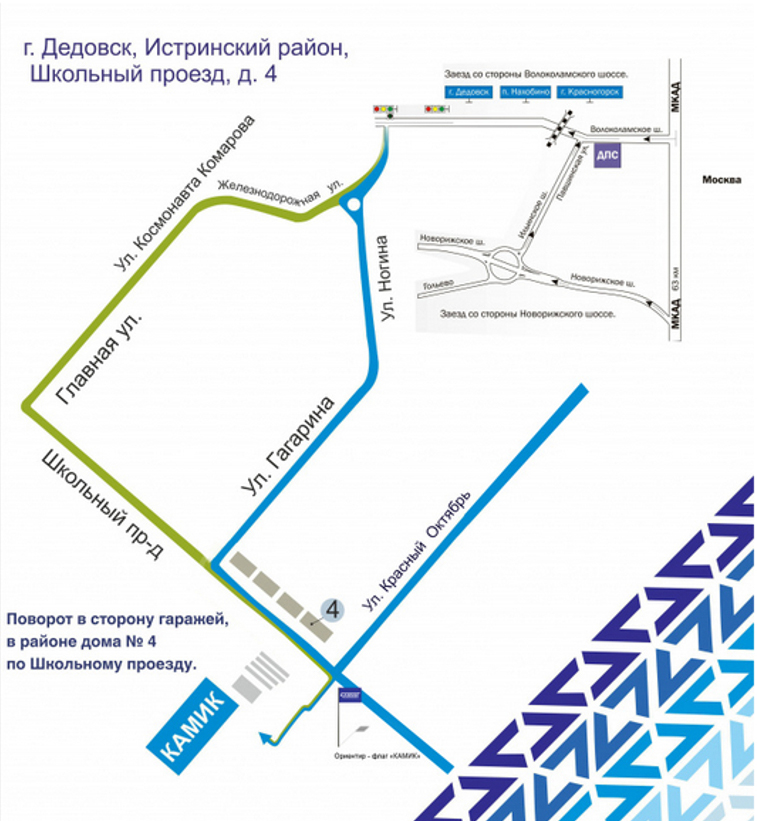 г. Дедовск, Истринский район,
Школьный проезд, д. 4
Заезд со стороны Волоколамского шоссе.
г. Дедовск
п. Нахобино
г. Красногорск
МКАД
Волоколамское ш.
ДПС
Москва
Павшинская ул.
Ильинское ш.
Новорижское ш.
Гольево
Новорижское ш.
63 км
МКАД
Заезд со стороны Новорижского шоссе.
Ул. Космонавта Комарова
Железнодорожная ул.
Ул. Ногина
Главная ул.
Ул. Гагарина
Школьный пр-д
Ул. Красный Октябрь
4
Поворот в сторону гаражей,
в районе дома № 4
по Школьному проезду.
КАМИК
Ориентир - флаг «КАМИК»